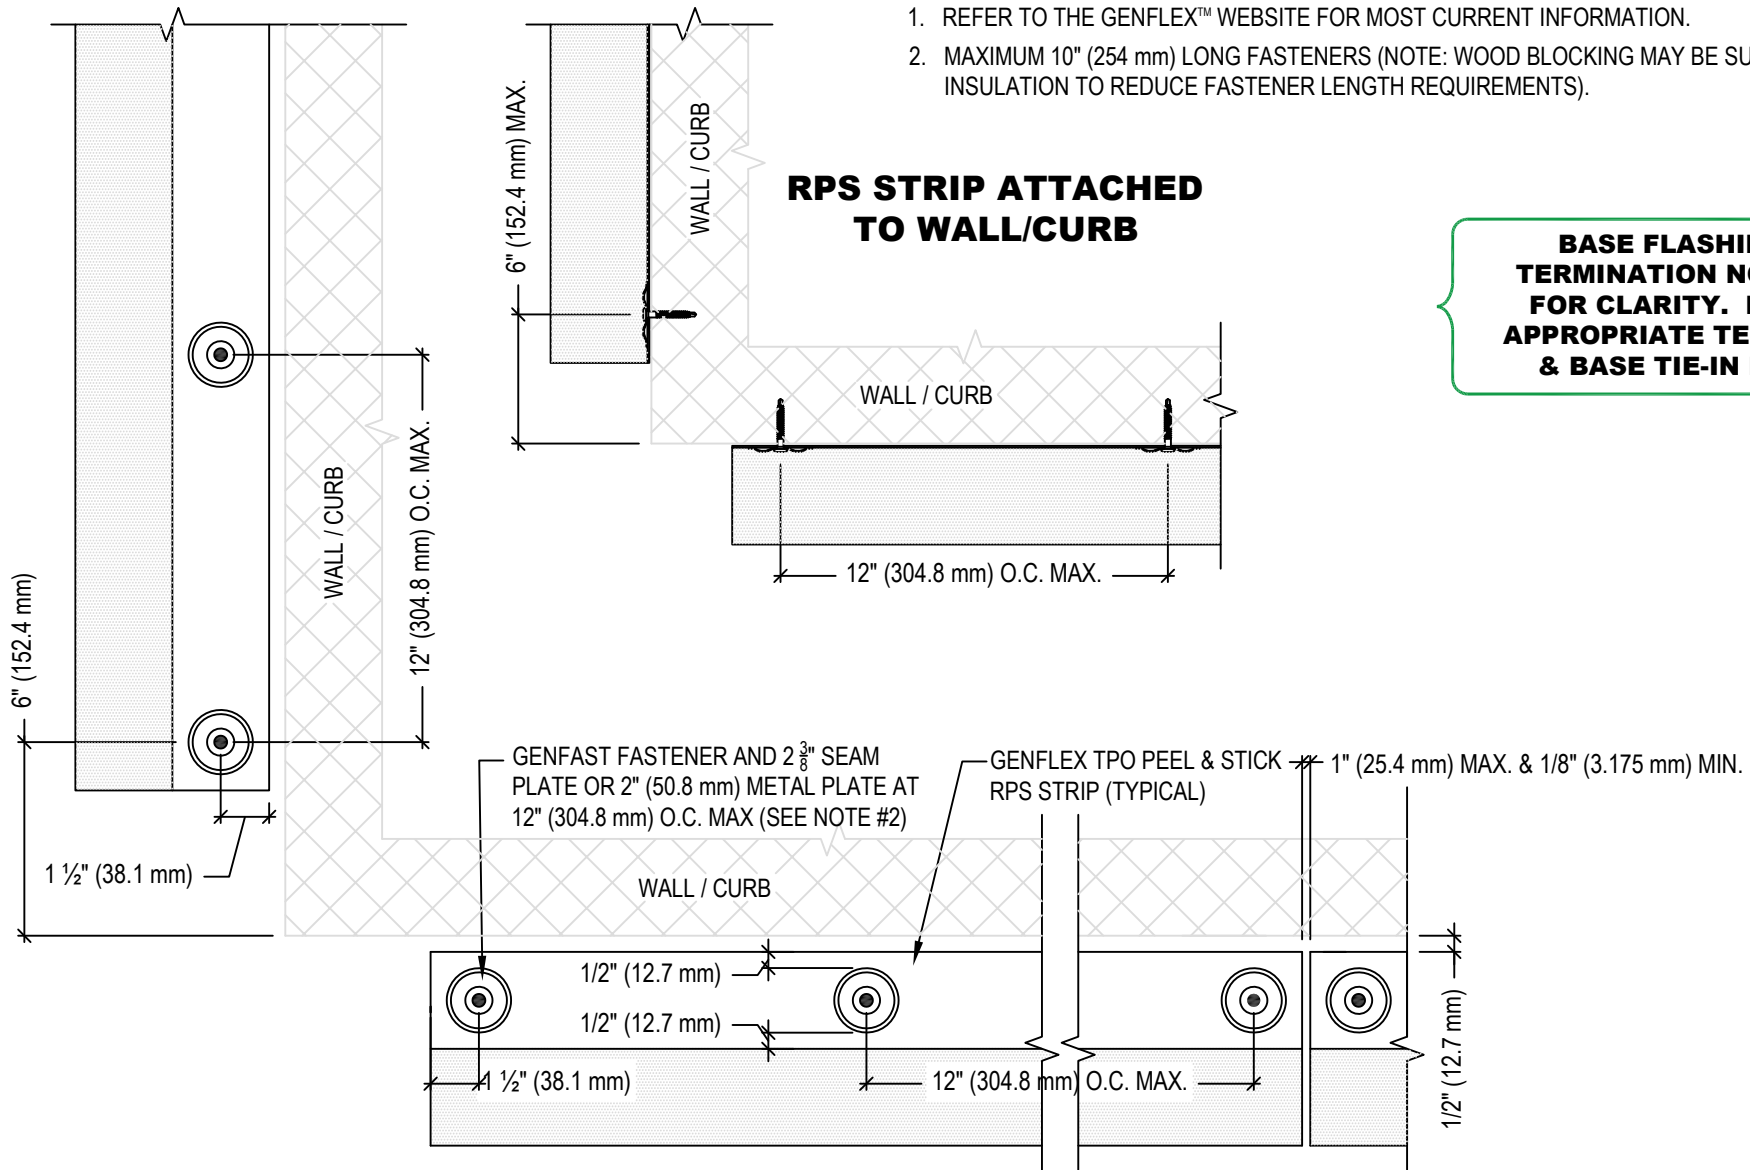 1. REFER TO THE GENFLEX™ WEBSITE FOR MOST CURRENT INFORMATION.
2. MAXIMUM 10" (254 mm) LONG FASTENERS (NOTE: WOOD BLOCKING MAY BE
INSULATION TO REDUCE FASTENER LENGTH REQUIREMENTS).
RPS STRIP ATTACHED
TO WALL/CURB
BASE
TERMINATION
FOR CLARITY.
APPROPRIATE
& BASE TIE-IN
6" (152.4 mm) MAX.
WALL / CURB
WALL / CURB
12" (304.8 mm) O.C. MAX.
WALL / CURB
12" (304.8 mm) O.C. MAX.
6" (152.4 mm)
1 ½" (38.1 mm)
GENFAST FASTENER AND 2 3/8" SEAM
PLATE OR 2" (50.8 mm) METAL PLATE AT
12" (304.8 mm) O.C. MAX (SEE NOTE #2)
GENFLEX TPO PEEL & STICK
RPS STRIP (TYPICAL)
1" (25.4 mm) MAX. & 1/8" (3.175 mm) MIN.
WALL / CURB
1/2" (12.7 mm)
1/2" (12.7 mm)
1 ½" (38.1 mm)
12" (304.8 mm) O.C. MAX.
1/2" (12.7 mm)